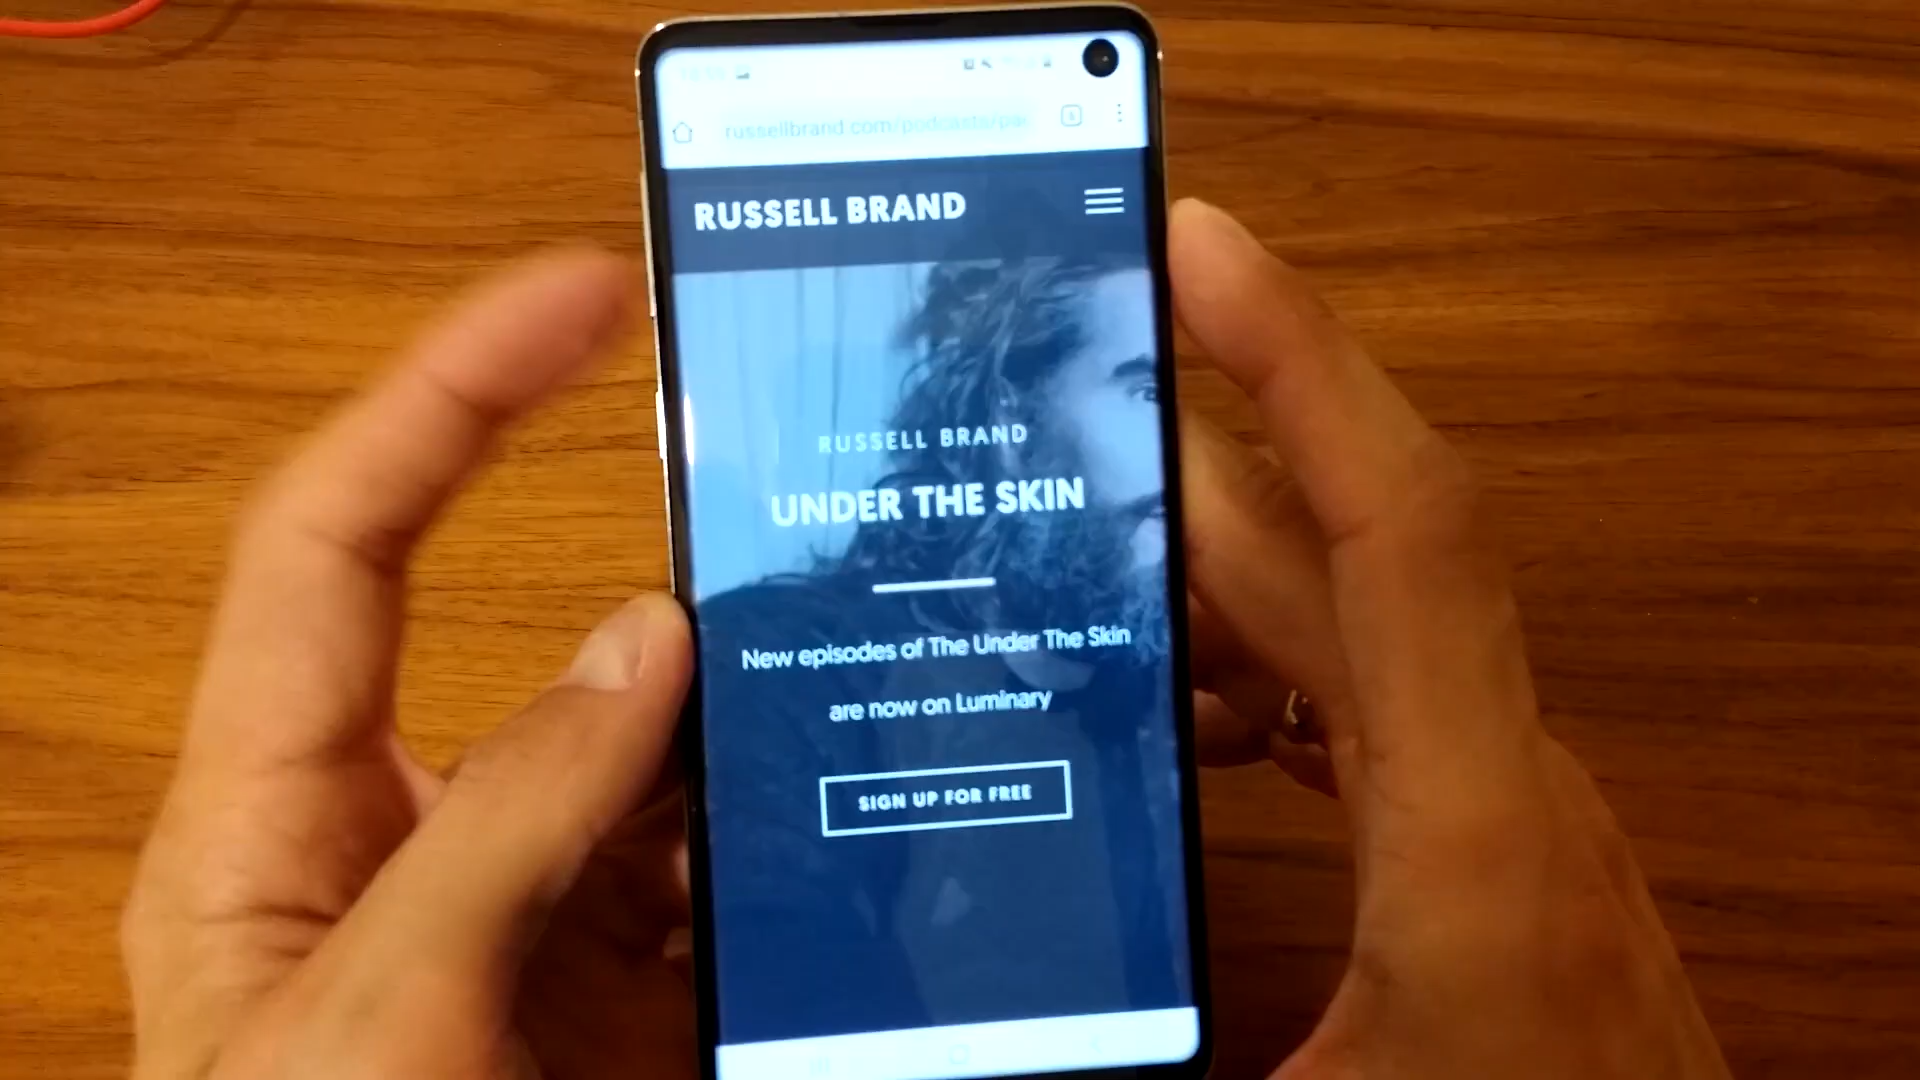 russellbrand.com/podcasts/
RUSSELL BRAND
RUSSELL BRAND
UNDER THE SKIN
New episodes of The Under The Skin
are now on Luminary
SIGN UP FOR FREE